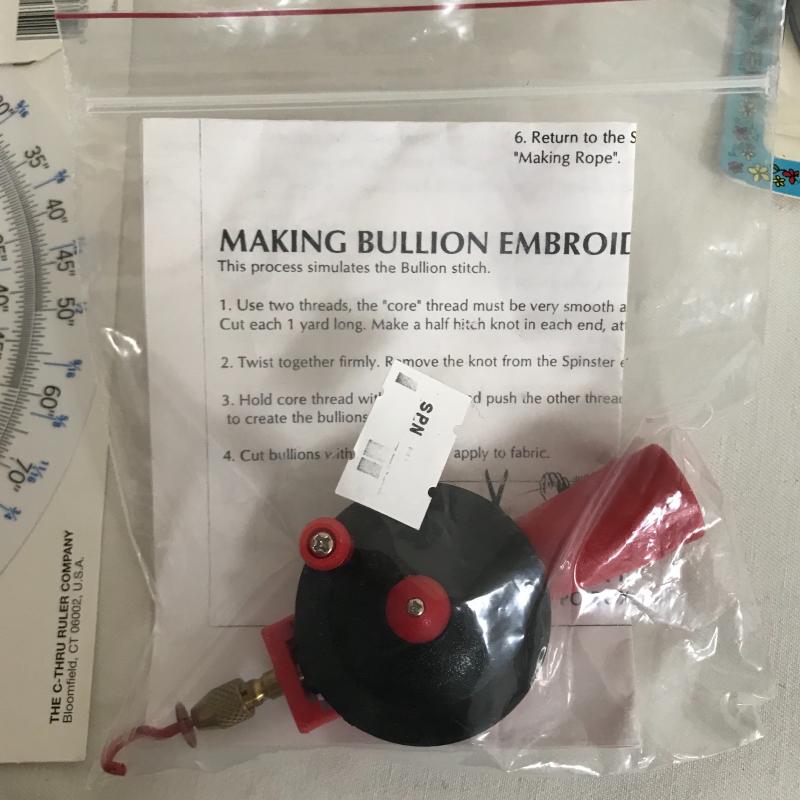 6. Return to the S
"Making Rope".
MAKING BULLION EMBROID
This process simulates the Bullion stitch.
1. Use two threads, the "core" thread must be very smooth a
Cut each 1 yard long. Make a half hitch knot in each end, at
2. Twist together firmly. Remove the knot from the Spinster
3. Hold core thread with push the other thread
to create the bullions
4. Cut bullions with apply to fabric.
SPN
35"
40"
45"
50"
60"
70"
THE C-THRU RULER COMPANY
Bloomfield, CT 06002, U.S.A.